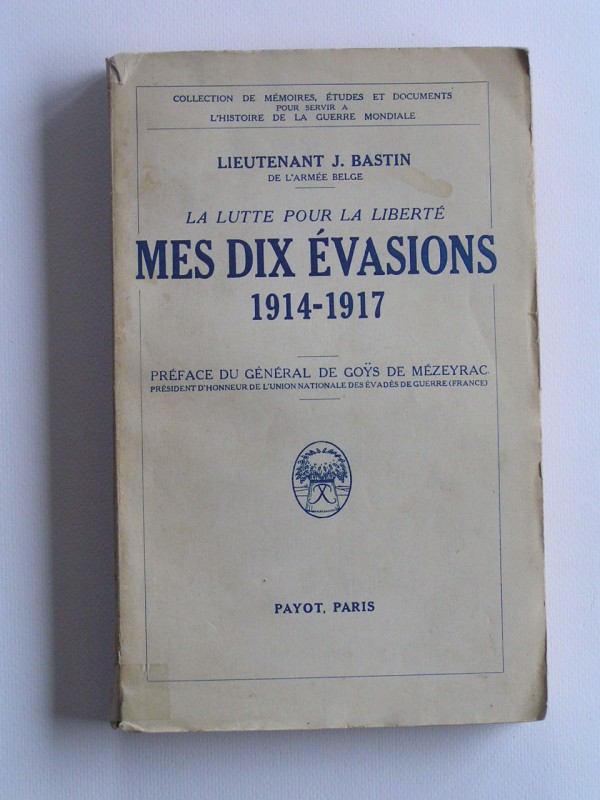 COLLECTION DE MÉMOIRES, ÉTUDES ET DOCUMENTS
POUR SERVIR A
L'HISTOIRE DE LA GUERRE MONDIALE
LIEUTENANT J. BASTIN
DE L'ARMÉE BELGE
LA LUTTE POUR LA LIBERTÉ
MES DIX ÉVASIONS
1914-1917
PRÉFACE DU GÉNÉRAL DE GOŸS DE MÉZEYRAC
PRÉSIDENT D'HONNEUR DE L'UNION NATIONALE DES ÉVADÉS DE GUERRE (FRANCE)
PAYOT, PARIS